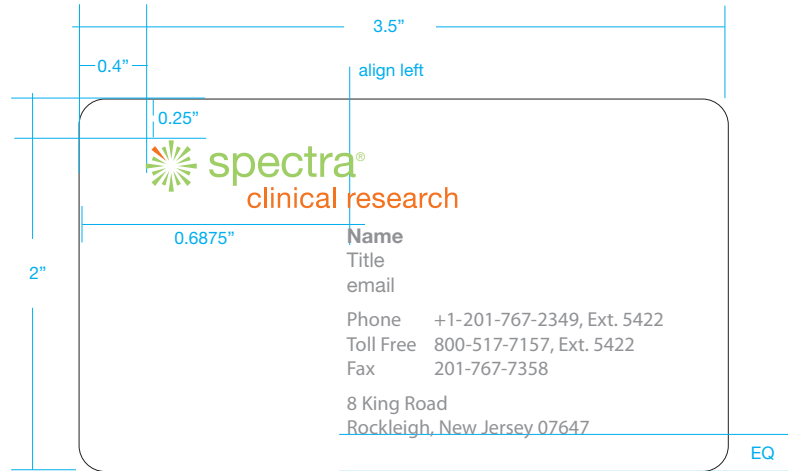 3.5”
0.4”
align left
0.25”
spectra®
clinical research
0.6875”
Name
2”
Title
email
Phone +1-201-767-2349, Ext. 5422
Toll Free 800-517-7157, Ext. 5422
Fax 201-767-7358
8 King Road
Rockleigh, New Jersey 07647
EQ